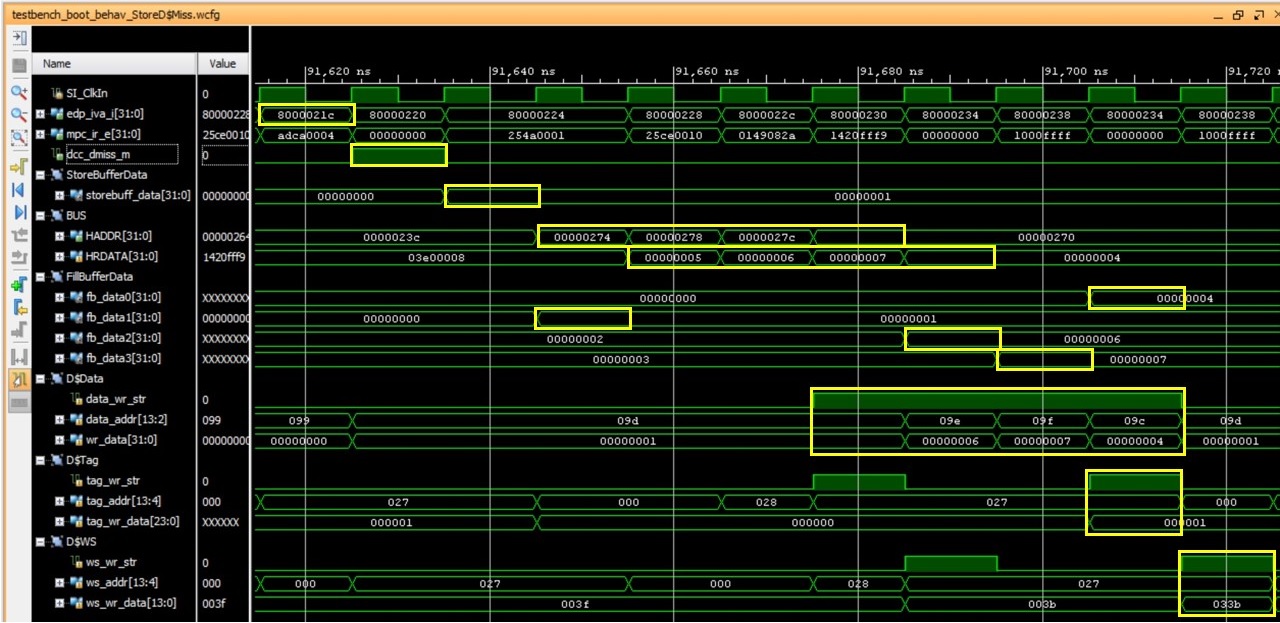 testbench_boot_behav_StoreD$Miss.wcfg
Name Value
91,620 ns 91,640 ns 91,660 ns 91,680 ns 91,700 ns 91,720
SI_ClkIn 0
edp_iva_i[31:0] 80000228 8000021c 80000220 80000224 80000228 8000022c 80000230 80000234 80000238 80000234 80000238
mpc_ir_e[31:0] 25ce0010 adca0004 00000000 254a0001 25ce0010 0149082a 1420fff9 00000000 1000ffff 00000000 1000ffff
dcc_dmiss_m 0
StoreBufferData
storebuff_data[31:0] 00000000 00000000 00000001
BUS
HADDR[31:0] 00000264 0000023c 00000274 00000278 0000027c 00000270
HRDATA[31:0] 1420fff9 03e00008 00000005 00000006 00000007 00000004
FillBufferData
fb_data0[31:0] XXXXXXXX 00000000 00000004
fb_data1[31:0] 00000000 00000000 00000001
fb_data2[31:0] XXXXXXXX 00000002 00000006
fb_data3[31:0] XXXXXXXX 00000003 00000007
D$Data
data_wr_str 0
data_addr[13:2] 099 099 09d 09e 09f 09c 09d
wr_data[31:0] 00000000 00000000 00000001 00000006 00000007 00000004 00000001
D$Tag
tag_wr_str 0
tag_addr[13:4] 000 027 000 028 027 000
tag_wr_data[23:0] XXXXXX 000001 000000 000001
D$WS
ws_wr_str 0
ws_addr[13:4] 000 000 027 000 028 027
ws_wr_data[13:0] 003f 003f 003b 033b